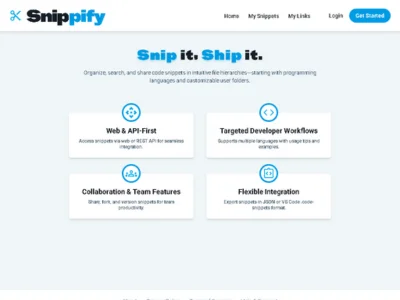 Snippify
Home My Snippets My Links Login Get Started
Snip it. Ship it.
Organize, search, and share code snippets in intuitive file hierarchies—starting with programming
languages and customizable user folders.
Web & API-First
Access snippets via web or REST API for seamless
integration.
Targeted Developer Workflows
Supports multiple languages with usage tips and
examples.
Collaboration & Team Features
Share, fork, and version snippets for team
productivity.
Flexible Integration
Export snippets in JSON or VS Code .code-
snippets format.